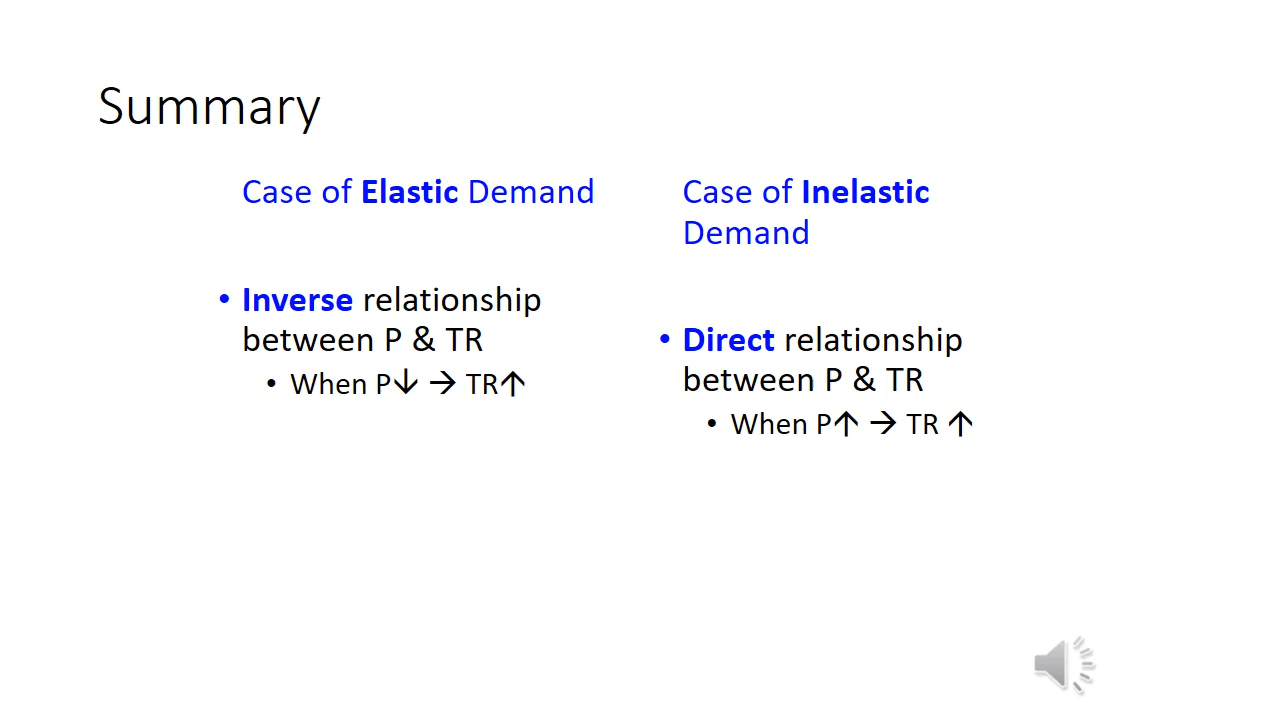 Summary
Case of Elastic Demand
• Inverse relationship
between P & TR
• When P↓ → TR↑
Case of Inelastic
Demand
• Direct relationship
between P & TR
• When P↑ → TR ↑